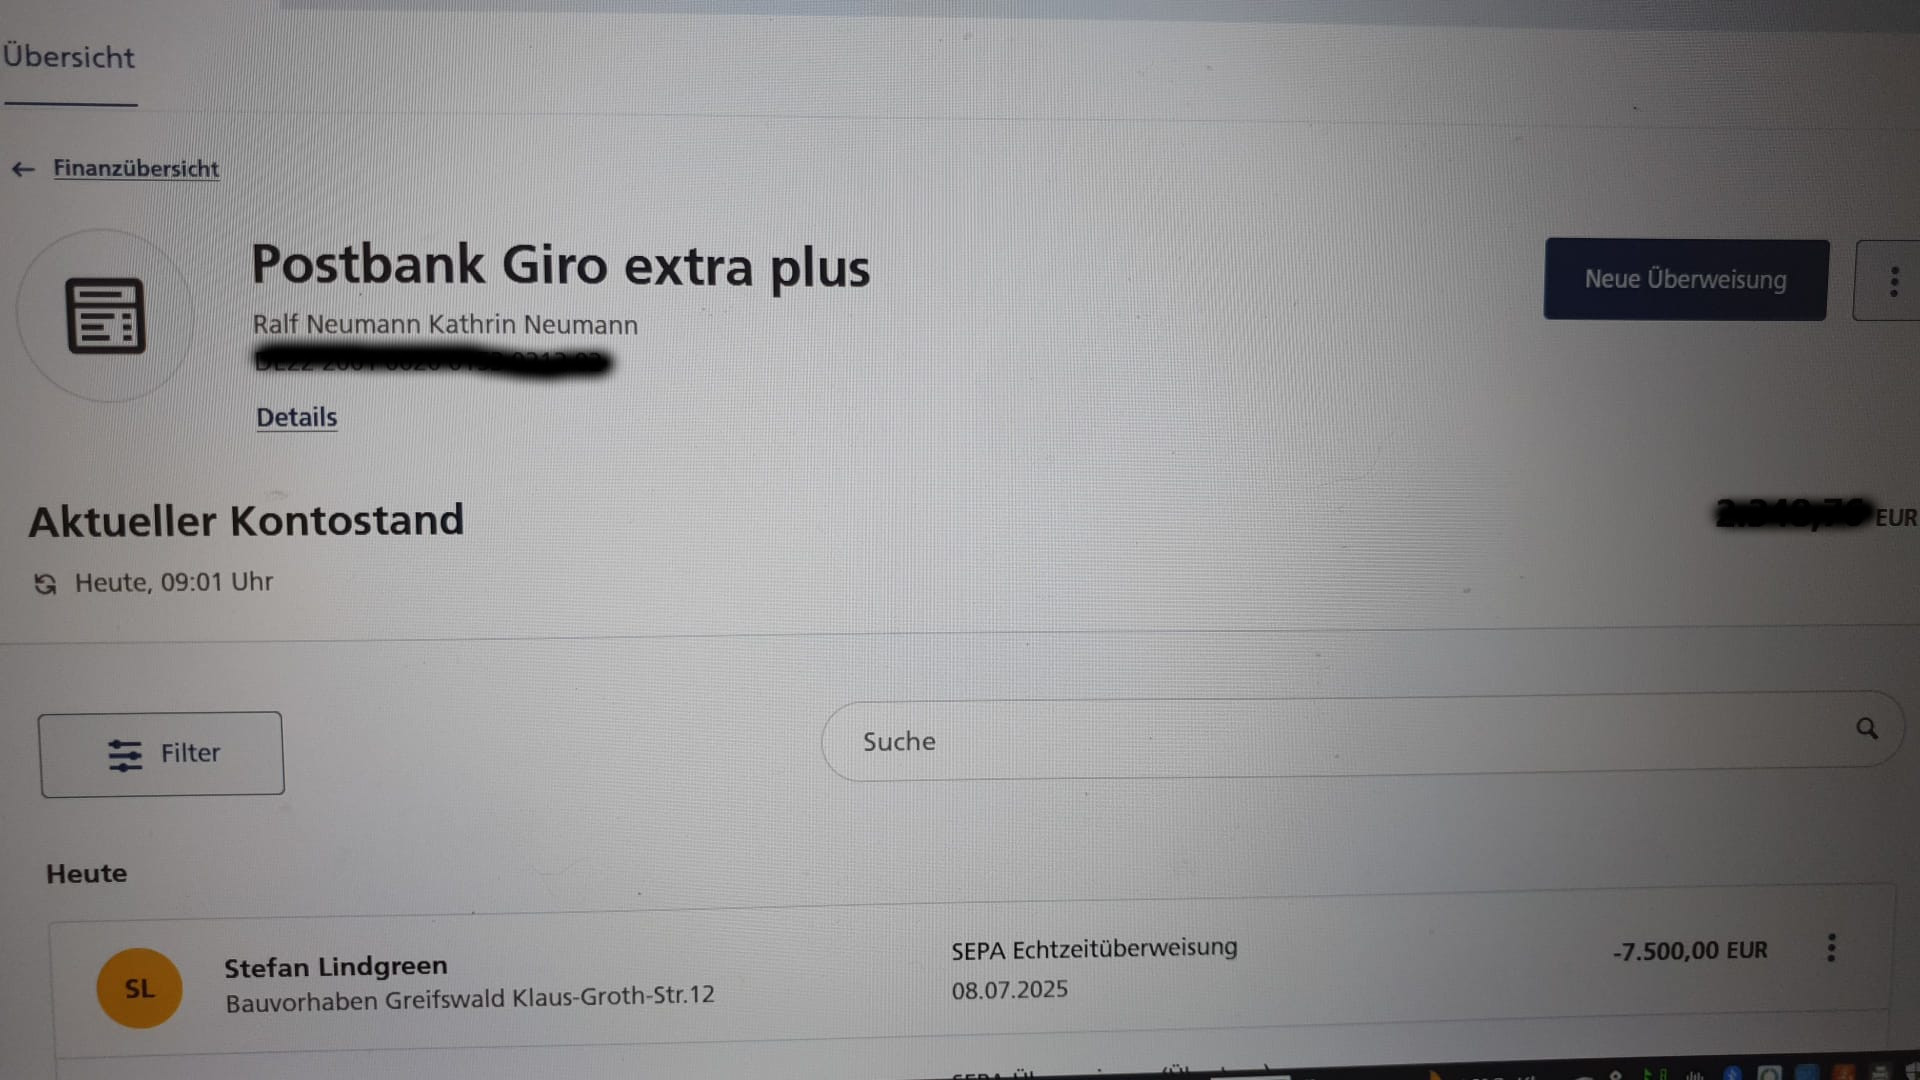 Übersicht
← Finanzübersicht
Postbank Giro extra plus
Neue Überweisung
Ralf Neumann Kathrin Neumann
Details
Aktueller Kontostand
EUR
Heute, 09:01 Uhr
Filter
Suche
Heute
SL
Stefan Lindgreen
Bauvorhaben Greifswald Klaus-Groth-Str.12
SEPA Echtzeitüberweisung
08.07.2025
-7.500,00 EUR